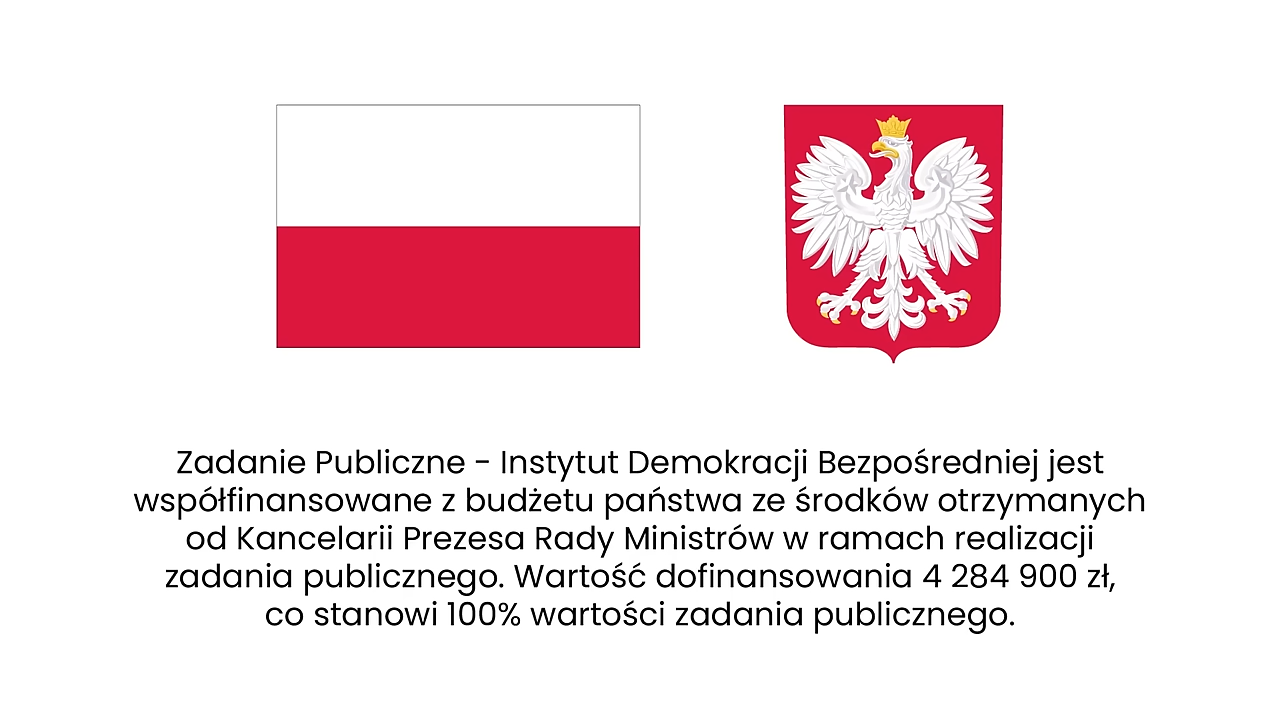 Zadanie Publiczne - Instytut Demokracji Bezpośredniej jest
współfinansowane z budżetu państwa ze środków otrzymanych
od Kancelarii Prezesa Rady Ministrów w ramach realizacji
zadania publicznego. Wartość dofinansowania 4 284 900 zł,
co stanowi 100% wartości zadania publicznego.